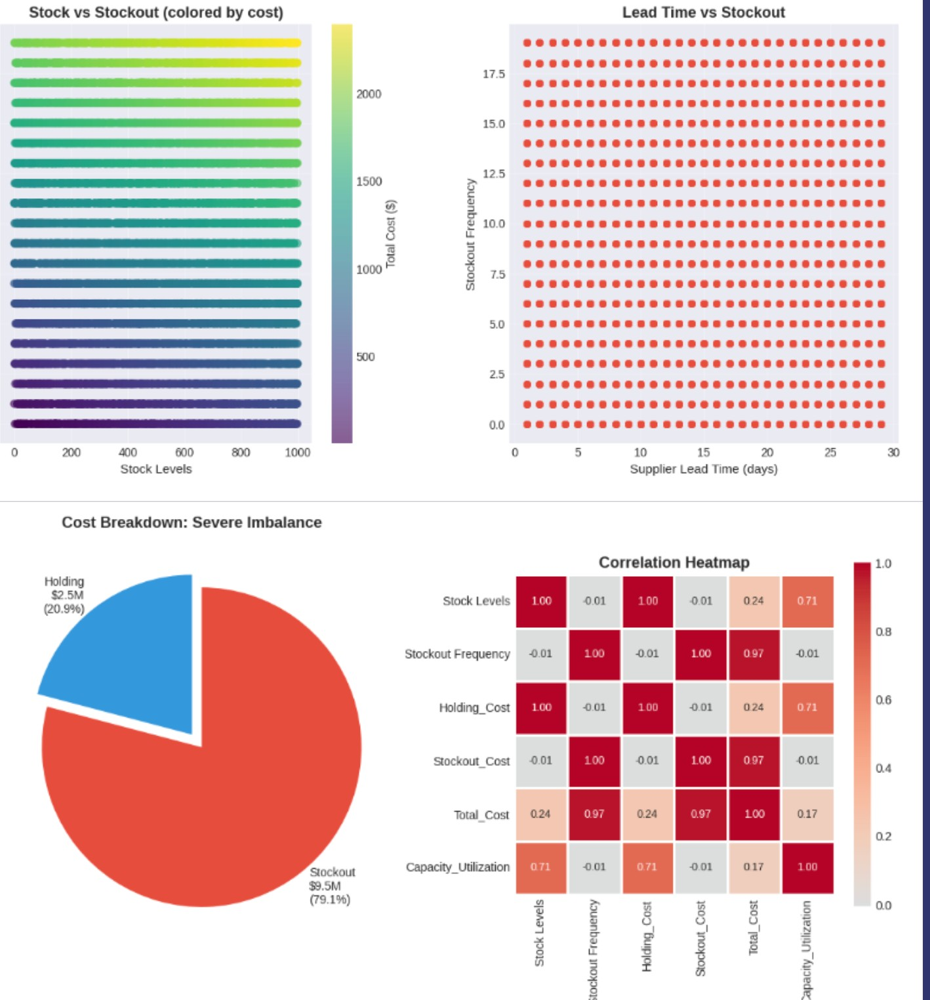 Stock vs Stockout (colored by cost)
2000
1500
1000
500
Total Cost ($)
0 200 400 600 800 1000
Stock Levels
Lead Time vs Stockout
17.5
15.0
12.5
10.0
7.5
5.0
2.5
0.0
Stockout Frequency
0 5 10 15 20 25 30
Supplier Lead Time (days)
Cost Breakdown: Severe Imbalance
Holding
$2.5M
(20.9%)
Stockout
$9.5M
(79.1%)
Correlation Heatmap
Stock Levels 1.00 -0.01 1.00 -0.01 0.24 0.71
Stockout Frequency -0.01 1.00 -0.01 1.00 0.97 -0.01
Holding_Cost 1.00 -0.01 1.00 -0.01 0.24 0.71
Stockout_Cost -0.01 1.00 -0.01 1.00 0.97 -0.01
Total_Cost 0.24 0.97 0.24 0.97 1.00 0.17
Capacity_Utilization 0.71 -0.01 0.71 -0.01 0.17 1.00
Stock Levels
Stockout Frequency
Holding_Cost
Stockout_Cost
Total_Cost
Capacity_Utilization
1.0
0.8
0.6
0.4
0.2
0.0